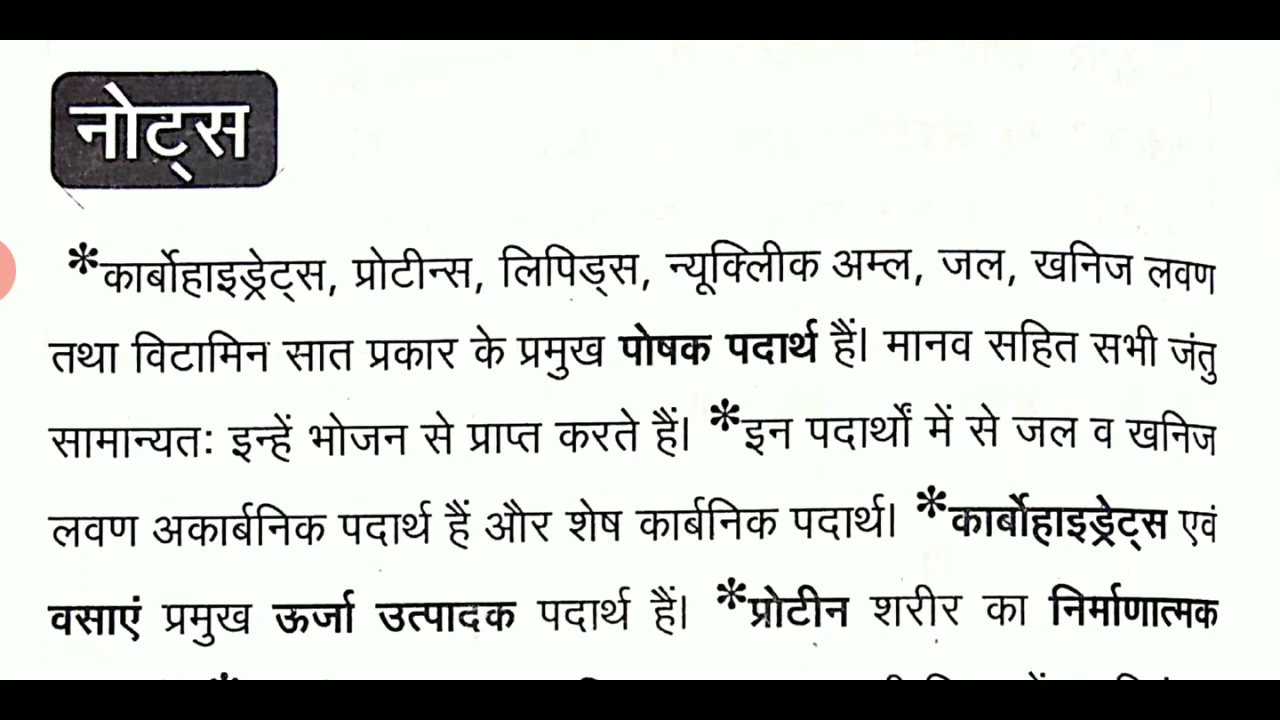 नोट्स
*कार्बोहाइड्रेट्स, प्रोटीन्स, लिपिड्स, न्यूक्लीक अम्ल, जल, खनिज लवण
तथा विटामिन सात प्रकार के प्रमुख पोषक पदार्थ हैं। मानव सहित सभी जंतु
सामान्यतः इन्हें भोजन से प्राप्त करते हैं। *इन पदार्थों में से जल व खनिज
लवण अकार्बनिक पदार्थ हैं और शेष कार्बनिक पदार्थ। *कार्बोहाइड्रेट्स एवं
वसाएं प्रमुख ऊर्जा उत्पादक पदार्थ हैं। *प्रोटीन शरीर का निर्माणात्मक